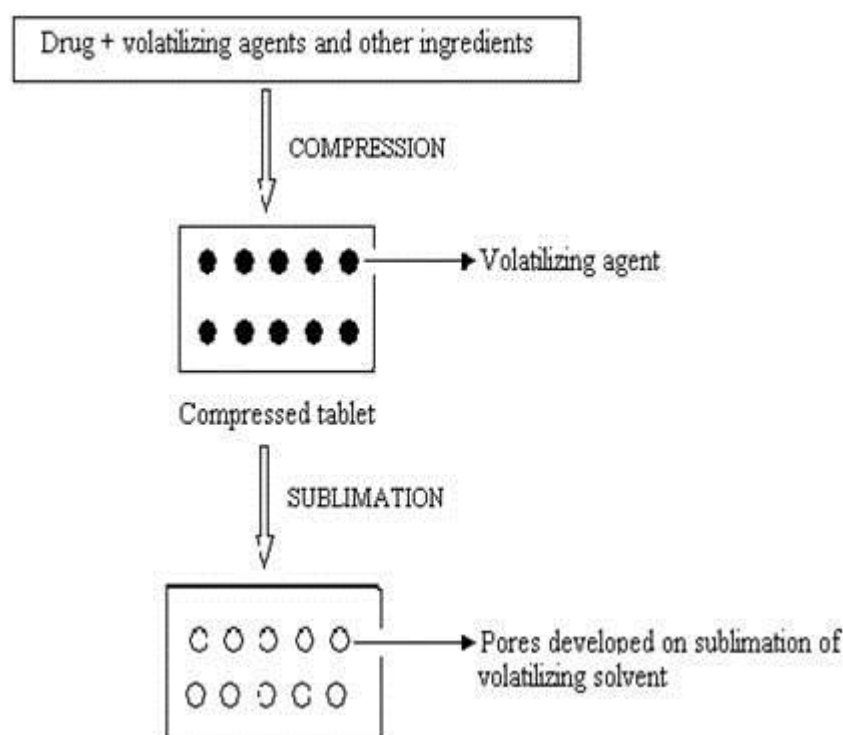 Drug + volatilizing agents and other ingredients
COMPRESSION
Volatilizing agent
Compressed tablet
SUBLIMATION
Pores developed on sublimation of
volatilizing solvent